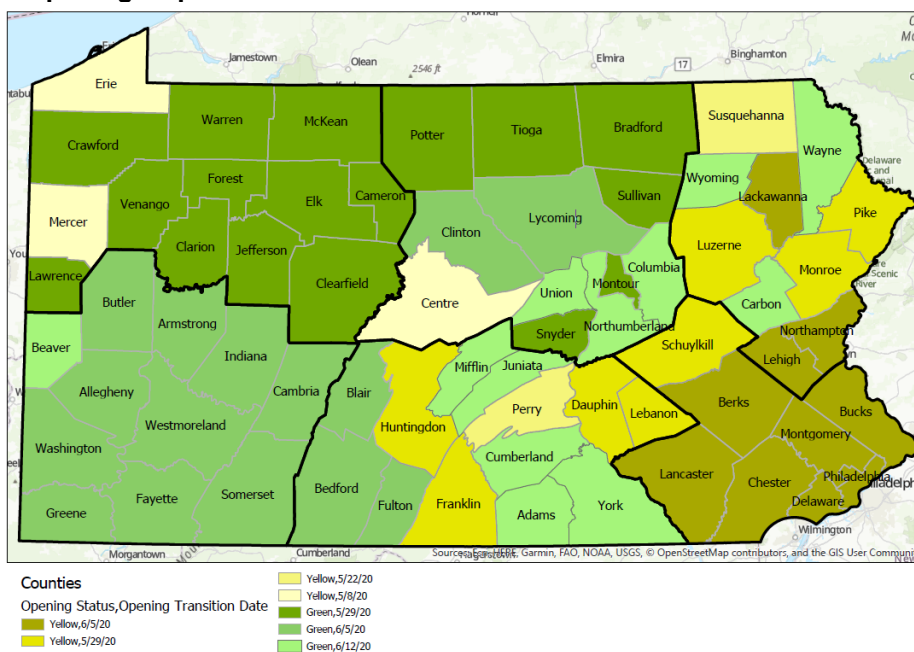 Jamestown
Olean
2546 ft
Elmira
17
Binghamton
Erie
Warren
McKean
Potter
Tioga
Bradford
Susquehanna
Wayne
Crawford
Forest
Elk
Cameron
Sullivan
Wyoming
Lackawanna
Delaware
Pike
Mercer
Venango
Clarion
Jefferson
Clinton
Lycoming
Luzerne
Monroe
Scenic
River
Lawrence
Clearfield
Centre
Union
Montour
Columbia
Carbon
Butler
Armstrong
Snyder
Northumberland
Northampton
Beaver
Indiana
Mifflin
Juniata
Schuylkill
Lehigh
Allegheny
Cambria
Blair
Huntingdon
Perry
Dauphin
Lebanon
Berks
Bucks
Westmoreland
Montgomery
Washington
Cumberland
Lancaster
Chester
Philadelphia
Delaware
Greene
Fayette
Somerset
Bedford
Fulton
Franklin
Adams
York
Wilmington
Morgantown
Cumberland
Garmin, FAO, NOAA, USGS, © OpenStreetMap contributors, and the GIS User
Counties
Opening Status,Opening Transition Date
Yellow,6/5/20
Yellow,5/29/20
Yellow,5/22/20
Yellow,5/8/20
Green,5/29/20
Green,6/5/20
Green,6/12/20